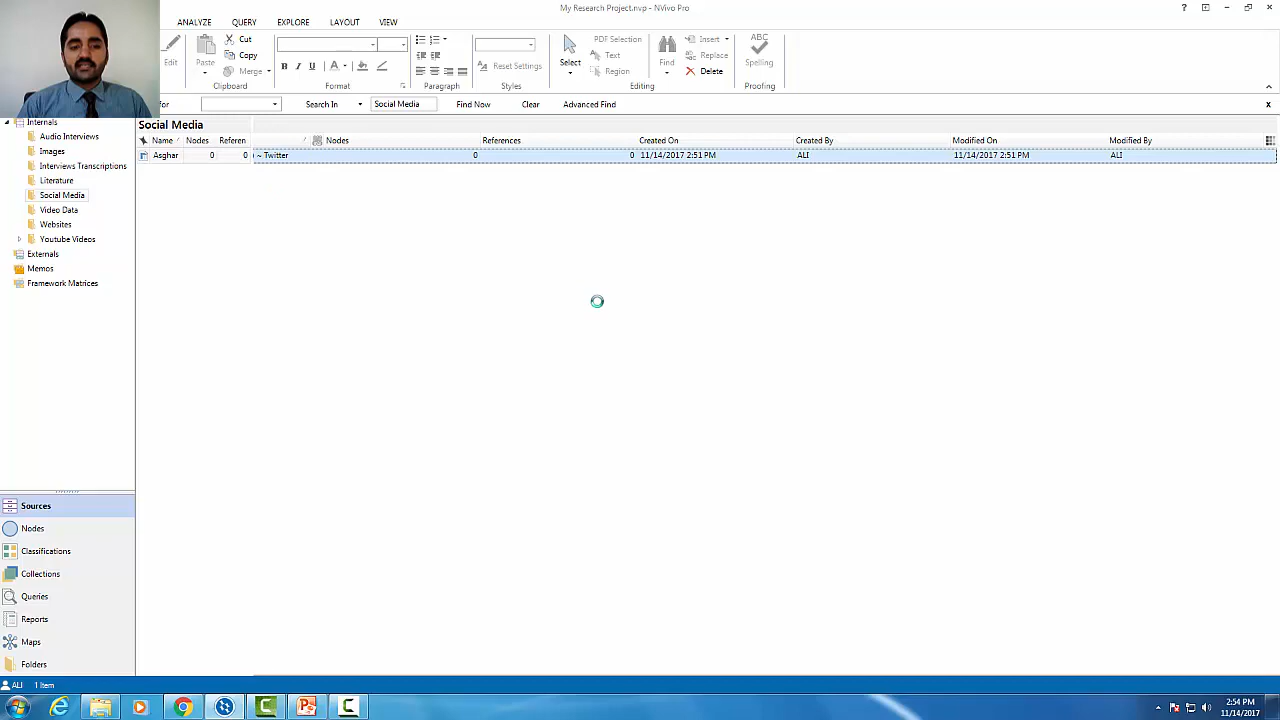 My Research Project.nvp - NVivo Pro
ANALYZE QUERY EXPLORE LAYOUT VIEW
Edit
Paste
Cut
Copy
Merge
Clipboard
B I U A
Format
Paragraph
Reset Settings
Styles
Select
PDF Selection
Text
Region
Find
Insert
Replace
Delete
Editing
ABC
Spelling
Proofing
for Search In Social Media Find Now Clear Advanced Find
Internals
Audio Interviews
Images
Interviews Transcriptions
Literature
Social Media
Video Data
Websites
Youtube Videos
Externals
Memos
Framework Matrices
Social Media
Name Nodes Referen Nodes References Created On Created By Modified On Modified By
Asghar 0 0 ~ Twitter 0 0 11/14/2017 2:51 PM ALI 11/14/2017 2:51 PM ALI
Sources
Nodes
Classifications
Collections
Queries
Reports
Maps
Folders
ALI 1 Item
2:54 PM
11/14/2017